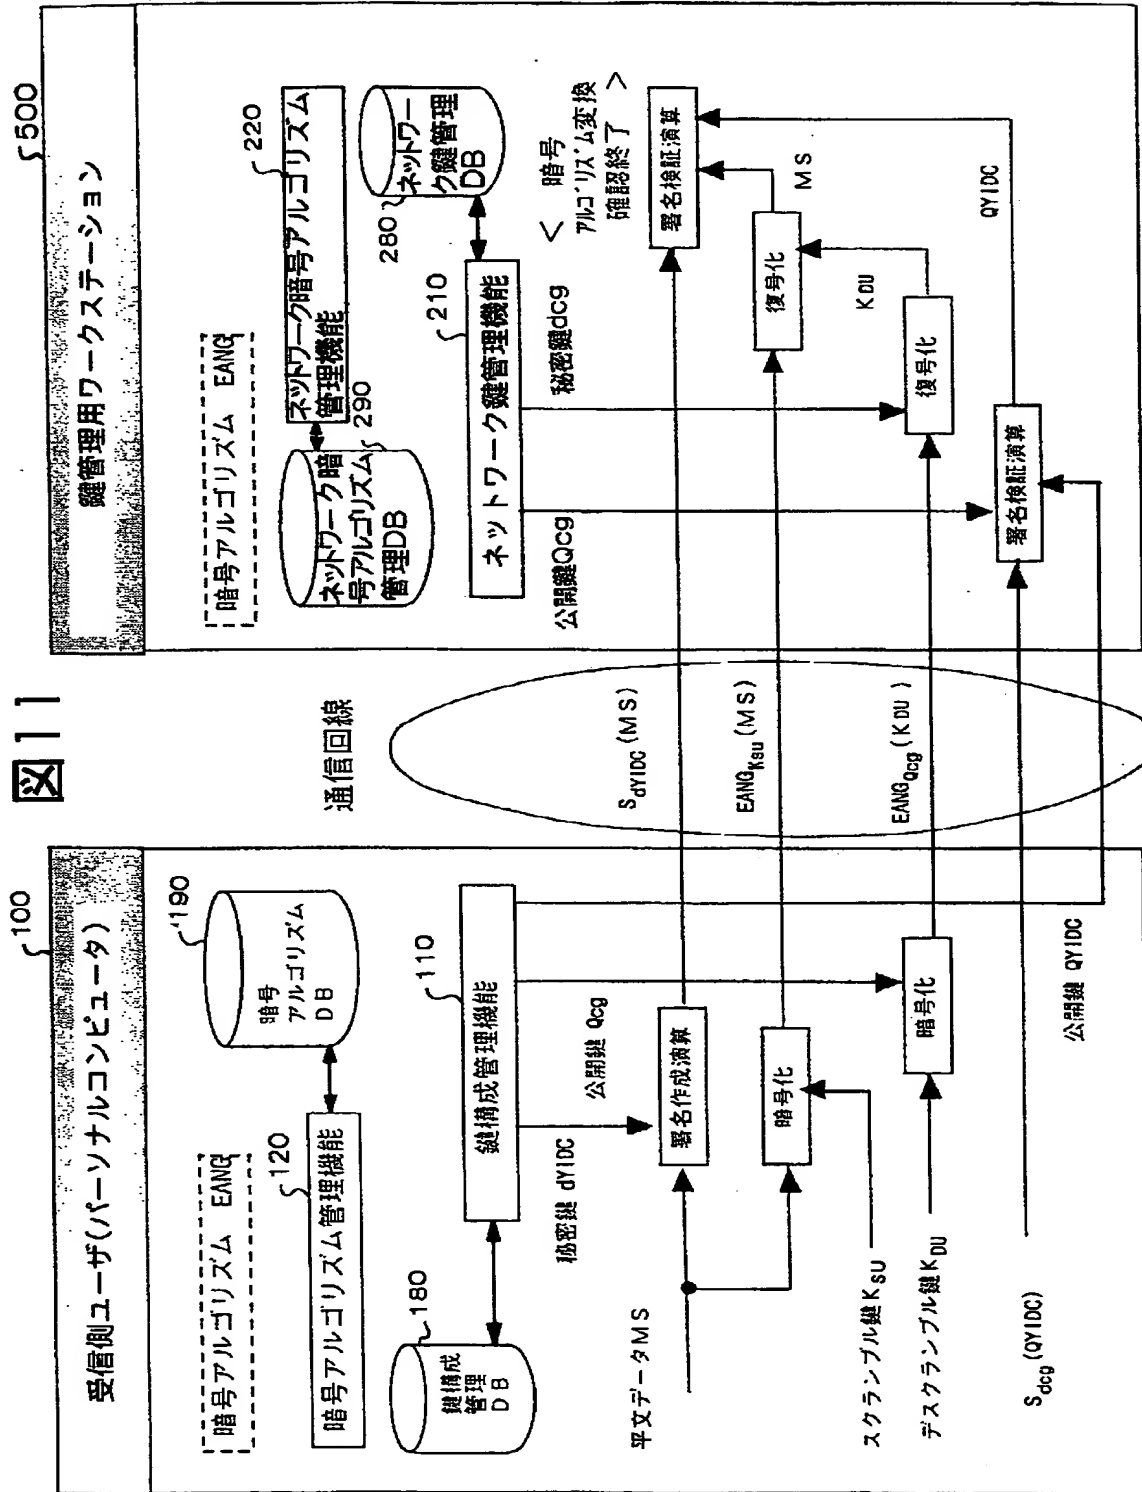 図11
100
受信側ユーザ(パーソナルコンピュータ)
暗号アルゴリズム EANG
120
暗号アルゴリズム管理機能
190
暗号
アルゴリズム
DB
180
鍵構成
管理
DB
110
鍵構成管理機能
秘密鍵 dYIDC
公開鍵 Qcg
平文データMS
署名作成演算
暗号化
スクランブル鍵KSU
デスクランブル鍵KDU
暗号化
Sdcg(QYIDC)
公開鍵 QYIDC
通信回線
SdYIDC(MS)
EANGKsu(MS)
EANGQcg(KDU)
500
鍵管理用ワークステーション
暗号アルゴリズム EANG
220
ネットワーク暗号アルゴリズム
管理機能
290
ネットワーク暗
号アルゴリズム
管理DB
280
ネットワー
ク鍵管理
DB
210
ネットワーク鍵管理機能
公開鍵Qcg
秘密鍵dcg
< 暗号
アルゴリズム変換
確認終了 >
署名検証演算
復号化
MS
復号化
KDU
署名検証演算
QYIDC